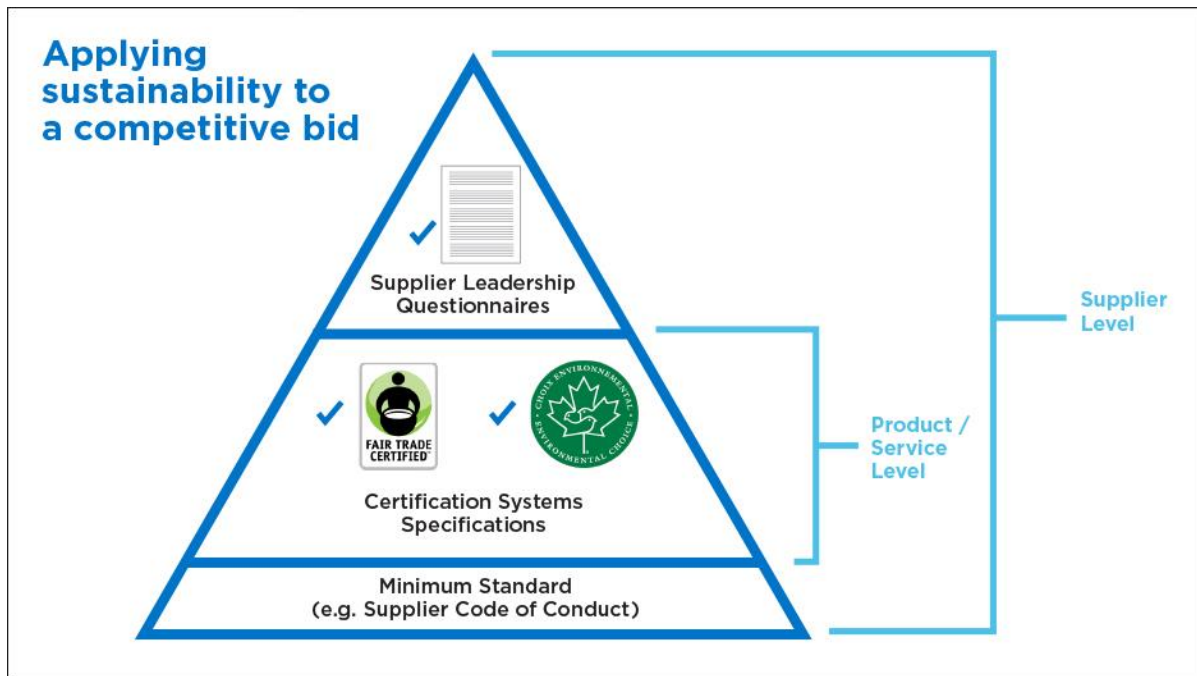 Applying
sustainability to
a competitive bid
Supplier Leadership
Questionnaires
FAIR TRADE
CERTIFIED™
CHOIX ENVIRONNEMENTAL
ENVIRONMENTAL CHOICE
Certification Systems
Specifications
Minimum Standard
(e.g. Supplier Code of Conduct)
Product /
Service
Level
Supplier
Level